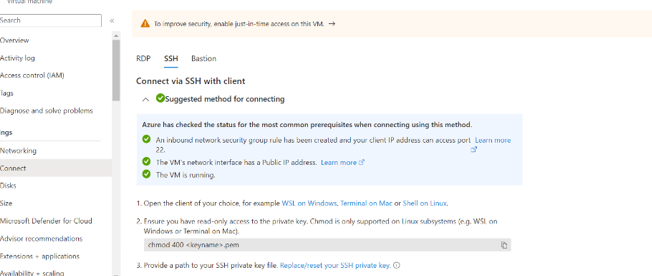 Virtual machine
Search
«
To improve security, enable just-in-time access on this VM. →
Overview
Activity log
Access control (IAM)
Tags
Diagnose and solve problems
ings
Networking
Connect
Disks
Size
Microsoft Defender for Cloud
Advisor recommendations
Extensions + applications
Availability + scaling
RDP SSH Bastion
Connect via SSH with client
Suggested method for connecting
Azure has checked the status for the most common prerequisites when connecting using this method.
An inbound network security group rule has been created and your client IP address can access port Learn more
22.
The VM's network interface has a Public IP address. Learn more
The VM is running.
1. Open the client of your choice, for example WSL on Windows, Terminal on Mac or Shell on Linux.
2. Ensure you have read-only access to the private key. Chmod is only supported on Linux subsystems (e.g. WSL on
Windows or Terminal on Mac).
chmod 400 <keyname>.pem
3. Provide a path to your SSH private key file. Replace/reset your SSH private key.